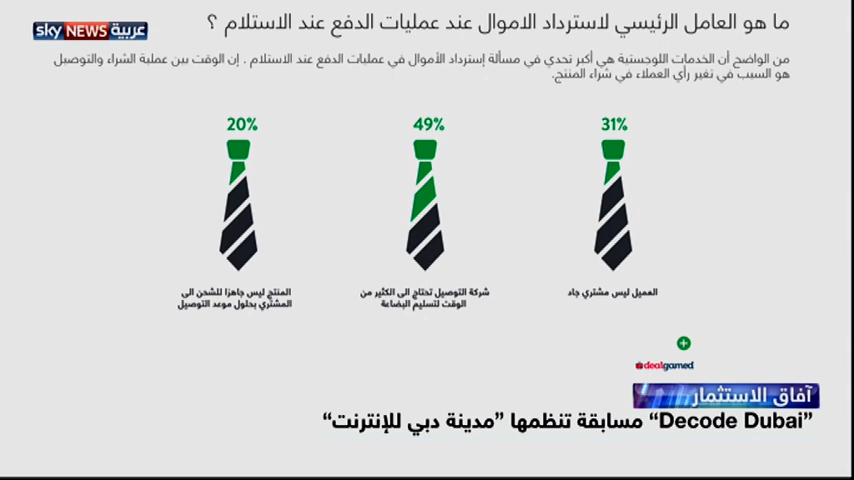 ما هو العامل الرئيسي لاسترداد الاموال عند عمليات الدفع عند الاستلام ؟
sky NEWS عربية
من الواضح أن الخدمات اللوجستية هي أكبر تحدي في مسألة إسترداد الأموال في عمليات الدفع عند الاستلام . إن الوقت بين عملية الشراء والتوصيل
هو السبب في تغير رأي العملاء في شراء المنتج.
31%
49%
20%
العميل ليس مشتري جاد
شركة التوصيل تحتاج الى الكثير من
الوقت لتسليم البضاعة
المنتج ليس جاهزا للشحن الى
المشتري بحلول موعد التوصيل
dealgamed
آفاق الاستثمار
”Decode Dubai“ مسابقة تنظمها ”مدينة دبي للإنترنت“